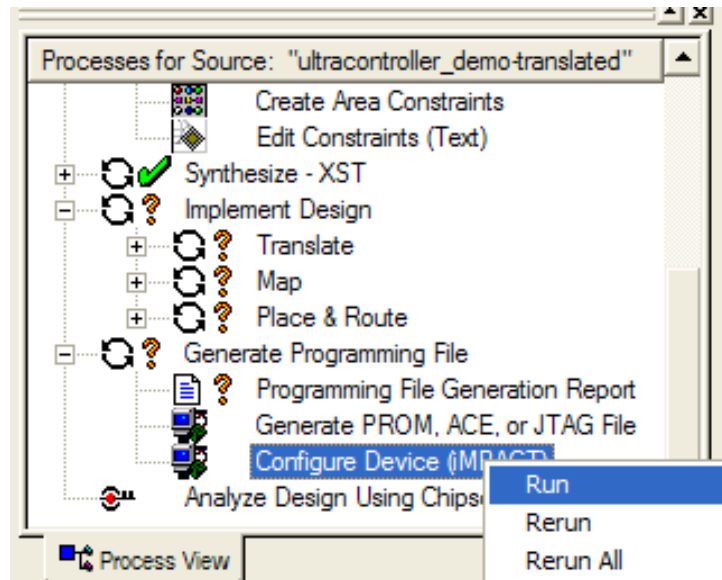 Processes for Source: "ultracontroller_demo-translated"
Create Area Constraints
Edit Constraints (Text)
Synthesize - XST
Implement Design
Translate
Map
Place & Route
Generate Programming File
Programming File Generation Report
Generate PROM, ACE, or JTAG File
Configure Device (iMPACT)
Run
Analyze Design Using Chips
Rerun
Process View
Rerun All